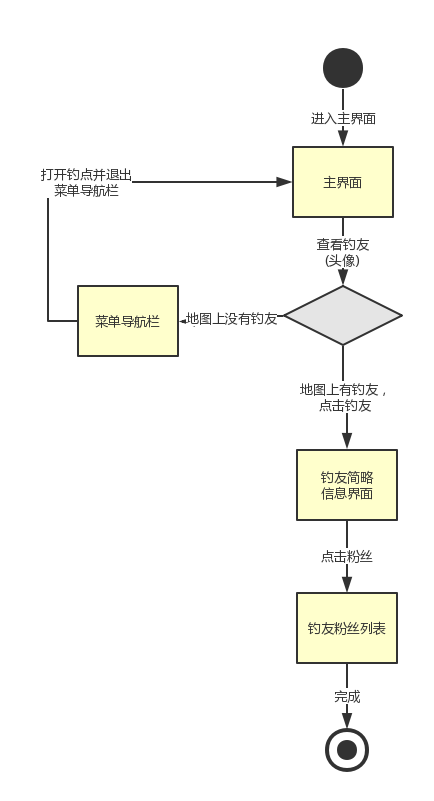 进入主界面
打开钓点并退出
菜单导航栏
主界面
查看钓友
(头像)
菜单导航栏
地图上没有钓友
地图上有钓友，
点击钓友
钓友简略
信息界面
点击粉丝
钓友粉丝列表
完成